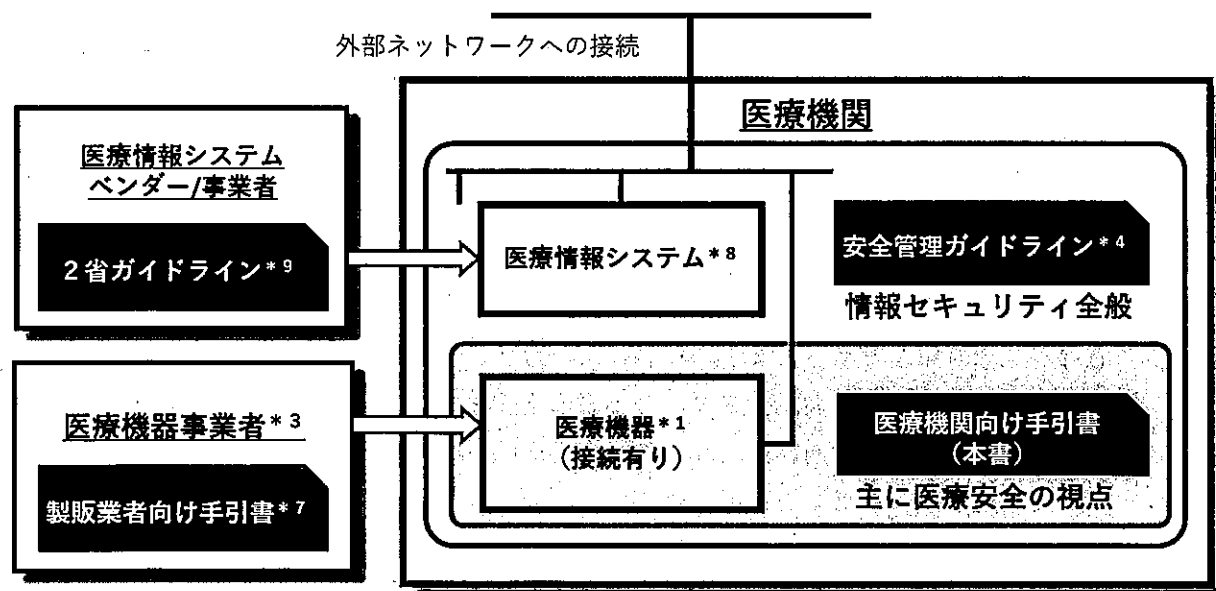 外部ネットワークへの接続
医療機関
医療情報システム
ベンダー/事業者
2省ガイドライン*9
医療情報システム*8
安全管理ガイドライン*4
情報セキュリティ全般
医療機器事業者*3
製販業者向け手引書*7
医療機器*1
(接続有り)
医療機関向け手引書
(本書)
主に医療安全の視点